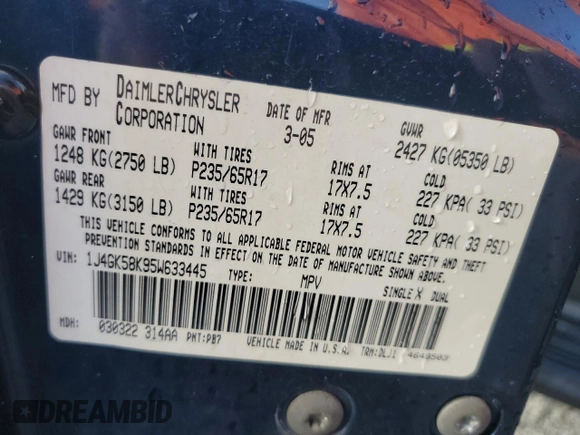 MFD BY DAIMLERCHRYSLER CORPORATION
DATE OF MFR 3-05
GVWR 2427 KG(05350 LB)
GAWR FRONT WITH TIRES RIMS AT COLD
1248 KG(2750 LB) P235/65R17 17X7.5 227 KPA( 33 PSI)
GAWR REAR WITH TIRES RIMS AT COLD
1429 KG(3150 LB) P235/65R17 17X7.5 227 KPA( 33 PSI)
THIS VEHICLE CONFORMS TO ALL APPLICABLE FEDERAL MOTOR VEHICLE SAFETY AND THEFT
PREVENTION STANDARDS IN EFFECT ON THE DATE OF MANUFACTURE SHOWN ABOVE.
VIN: 1J4GK58K95W633445 TYPE: MPV SINGLE X DUAL
MDH: 030322 314AA PNT:PB7 VEHICLE MADE IN U.S.A. TRM:DLJ1
DREAMBID